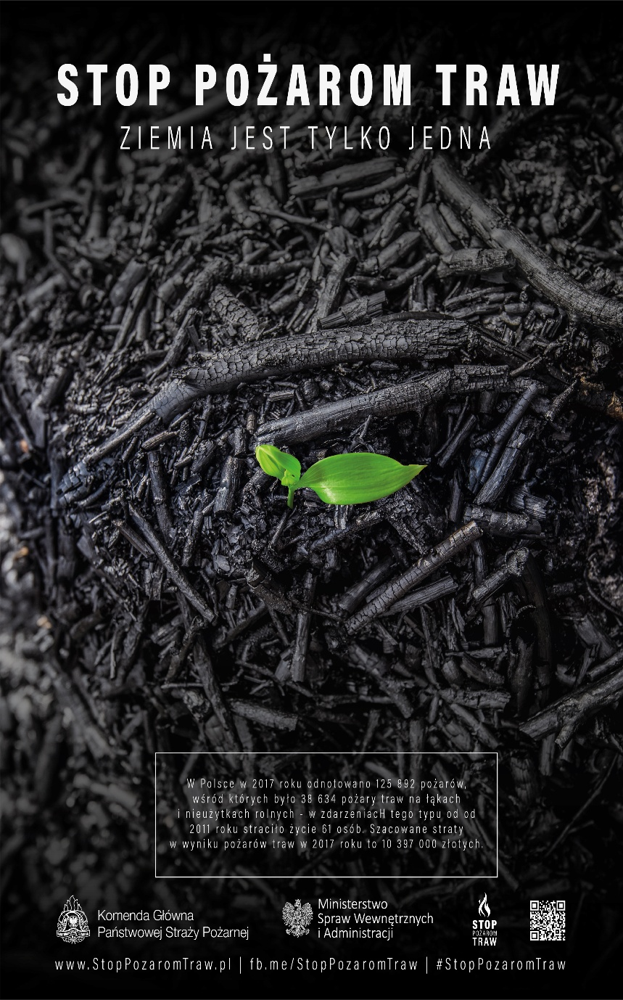 STOP POŻAROM TRAW
ZIEMIA JEST TYLKO JEDNA
W Polsce w 2017 roku odnotowano 125 892 pożarów,
wśród których było 38 634 pożary traw na łąkach
i nieużytkach rolnych - w zdarzeniacH tego typu od od
2011 roku straciło życie 61 osób. Szacowane straty
w wyniku pożarów traw w 2017 roku to 10 397 000 złotych.
Komenda Główna
Państwowej Straży Pożarnej
Ministerstwo
Spraw Wewnętrznych
i Administracji
STOP
POŻAROM
TRAW
www.StopPozaromTraw.pl | fb.me/StopPozaromTraw | #StopPozaromTraw